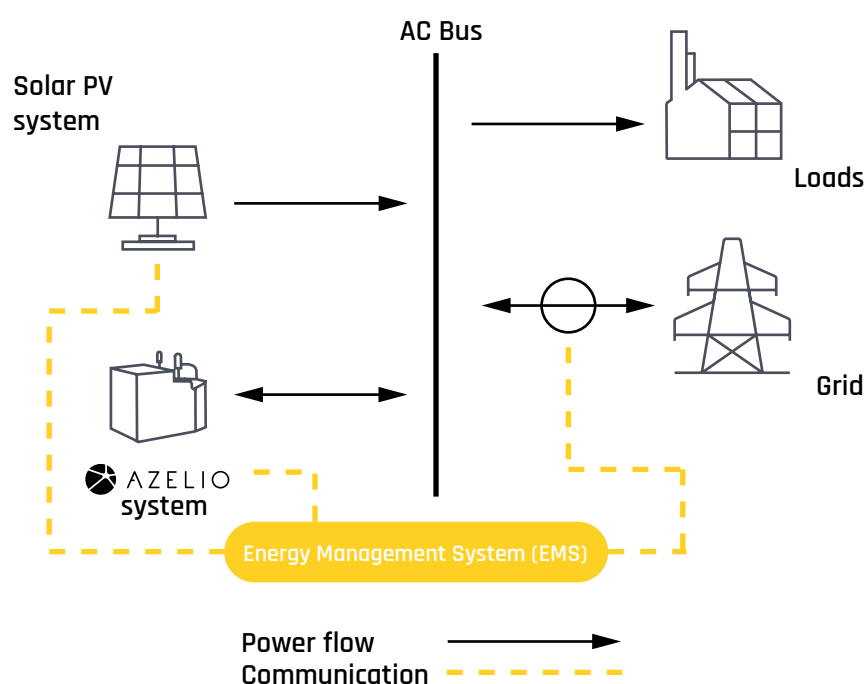 AC Bus
Solar PV
system
Loads
Grid
AZELIO
system
Energy Management System (EMS)
Power flow
Communication